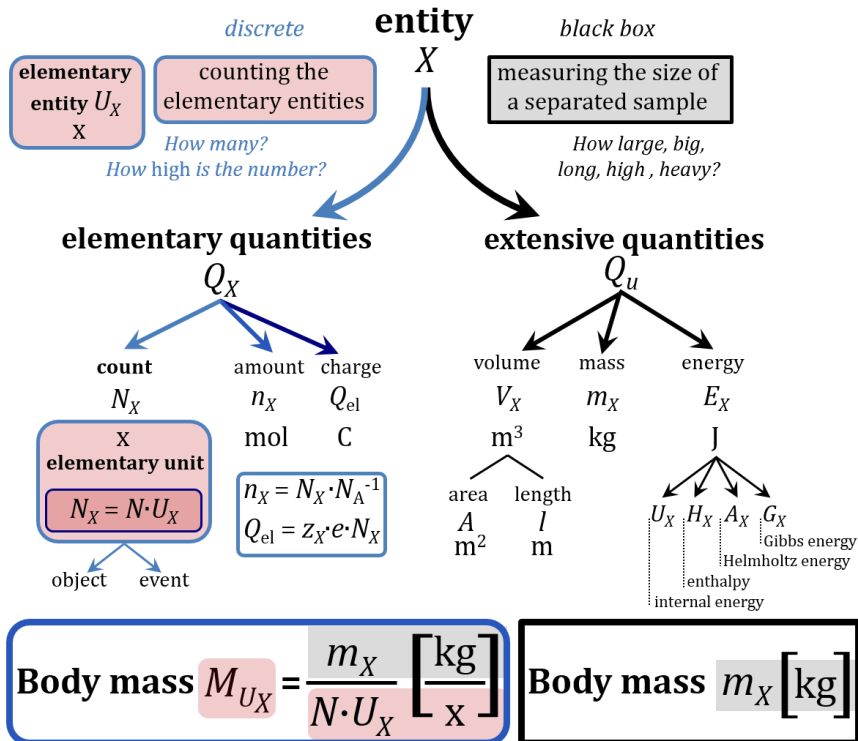 entity
X
discrete
black box
elementary
entity U_X
x
counting the
elementary entities
measuring the size of
a separated sample
How many?
How high is the number?
How large, big,
long, high , heavy?
elementary quantities
Q_X
extensive quantities
Q_u
count
N_X
x
elementary unit
N_X = N·U_X
object event
amount
n_X
mol
charge
Q_el
C
n_X = N_X·N_A^-1
Q_el = z_X·e·N_X
volume
V_X
m³
area
A
m²
length
l
m
mass
m_X
kg
energy
E_X
J
U_X H_X A_X G_X
Gibbs energy
Helmholtz energy
enthalpy
internal energy
Body mass M_U_X = m_X / N·U_X [kg / x]
Body mass m_X [kg]